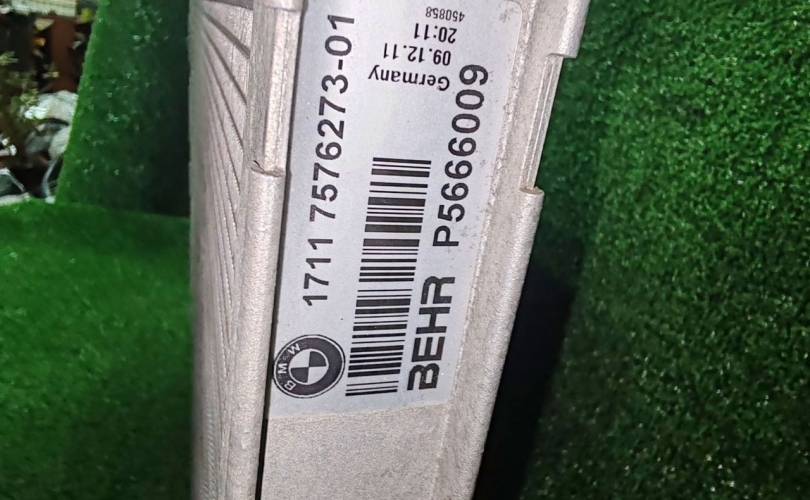 1711 7576273-01
BMW
BEHR P5666009
Germany
09.12.11
20:11
450858